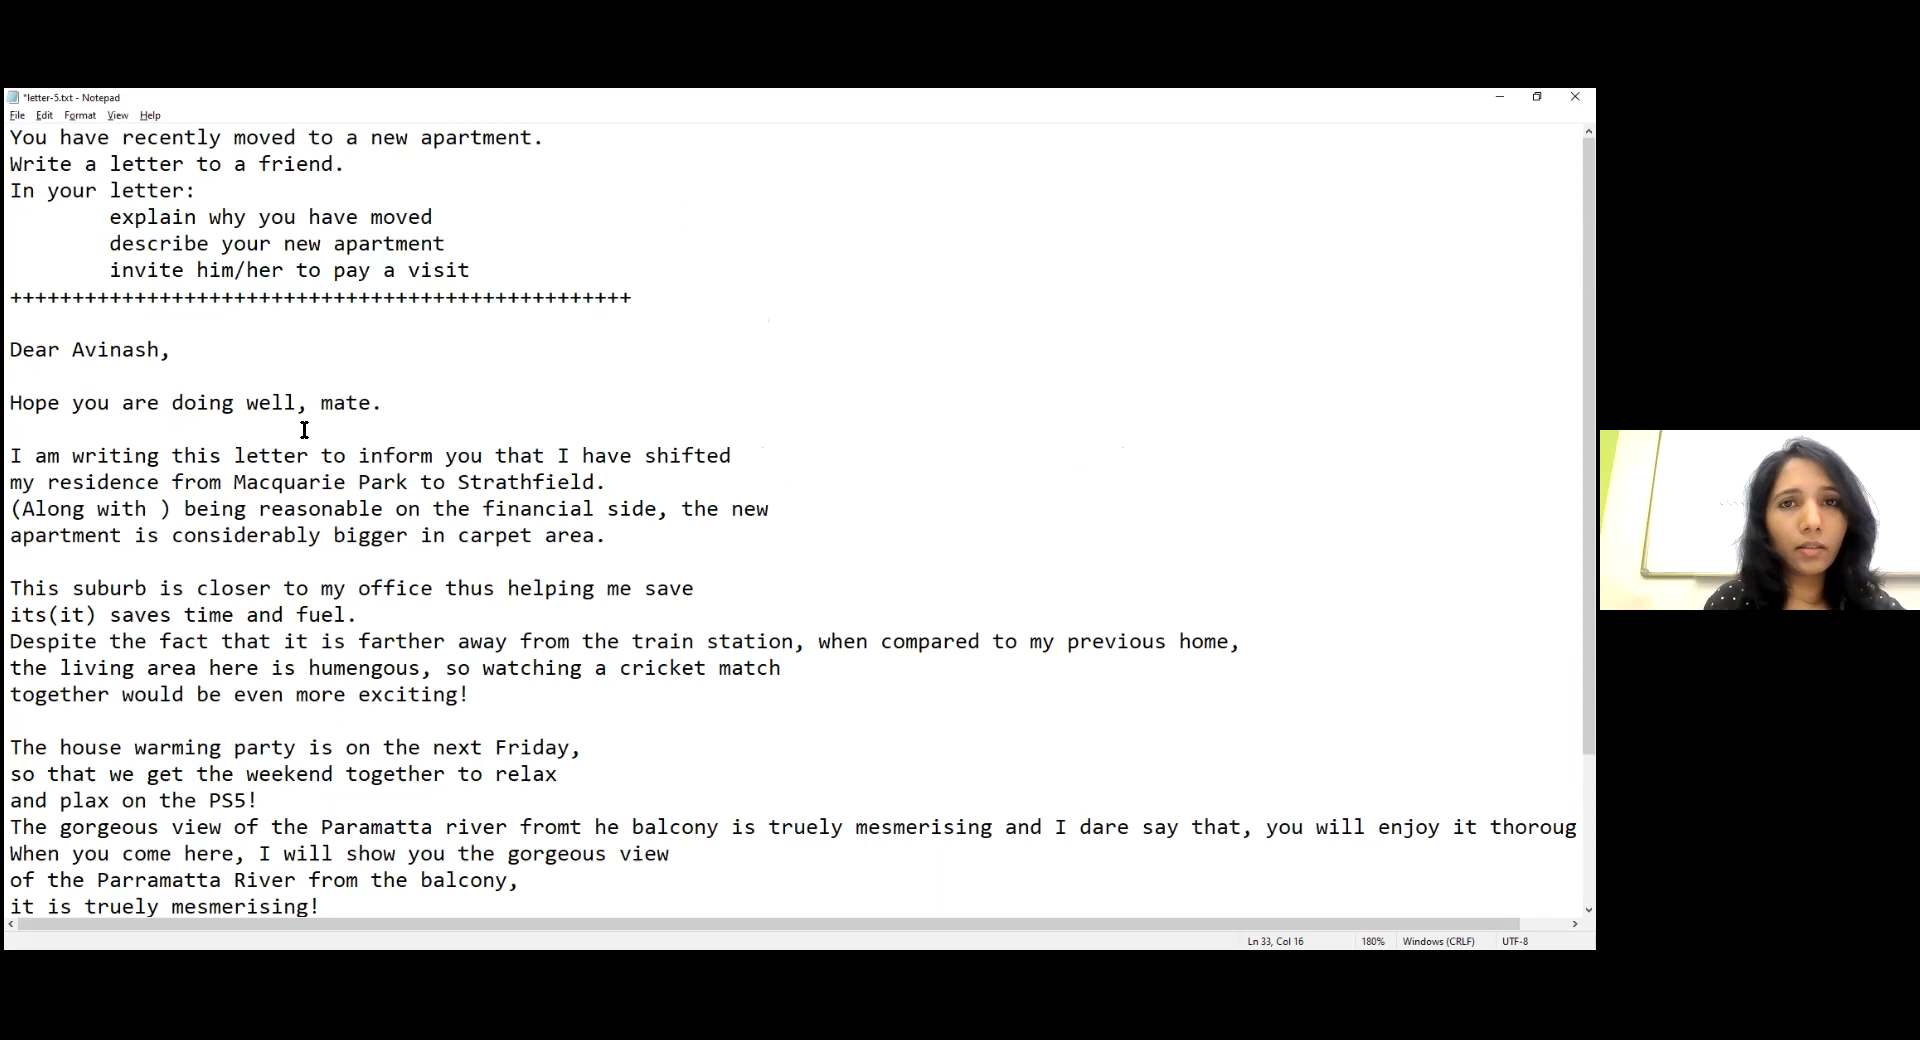 *letter-5.txt - Notepad
File Edit Format View Help
You have recently moved to a new apartment.
Write a letter to a friend.
In your letter:
explain why you have moved
describe your new apartment
invite him/her to pay a visit
++++++++++++++++++++++++++++++++++++++++++++++++++
Dear Avinash,
Hope you are doing well, mate.
I am writing this letter to inform you that I have shifted
my residence from Macquarie Park to Strathfield.
(Along with ) being reasonable on the financial side, the new
apartment is considerably bigger in carpet area.
This suburb is closer to my office thus helping me save
its(it) saves time and fuel.
Despite the fact that it is farther away from the train station, when compared to my previous home,
the living area here is humengous, so watching a cricket match
together would be even more exciting!
The house warming party is on the next Friday,
so that we get the weekend together to relax
and plax on the PS5!
The gorgeous view of the Paramatta river fromt he balcony is truely mesmerising and I dare say that, you will enjoy it thoroug
When you come here, I will show you the gorgeous view
of the Parramatta River from the balcony,
it is truely mesmerising!
Ln 33, Col 16 180% Windows (CRLF) UTF-8